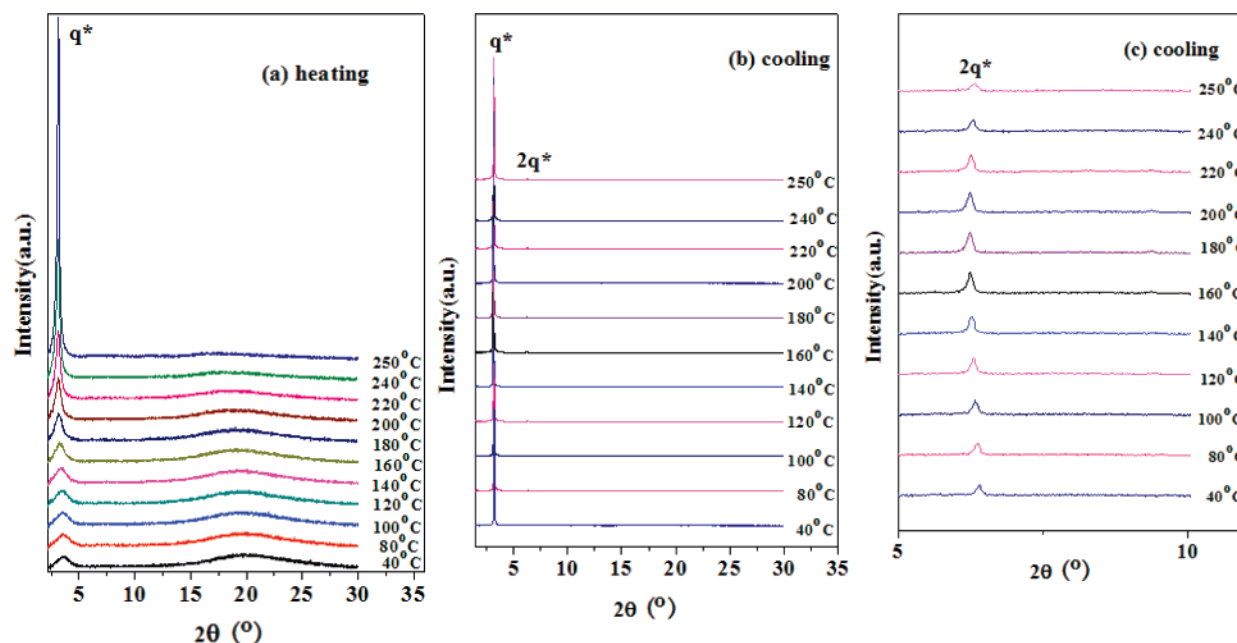 q*
(a) heating
250°C
240°C
220°C
200°C
180°C
160°C
140°C
120°C
100°C
80°C
40°C
Intensity(a.u.)
5 10 15 20 25 30 35
2θ (°)
q*
(b) cooling
2q*
250°C
240°C
220°C
200°C
180°C
160°C
140°C
120°C
100°C
80°C
40°C
Intensity(a.u.)
5 10 15 20 25 30 35
2θ (°)
(c) cooling
2q*
250°C
240°C
220°C
200°C
180°C
160°C
140°C
120°C
100°C
80°C
40°C
Intensity(a.u.)
5 10
2θ (°)